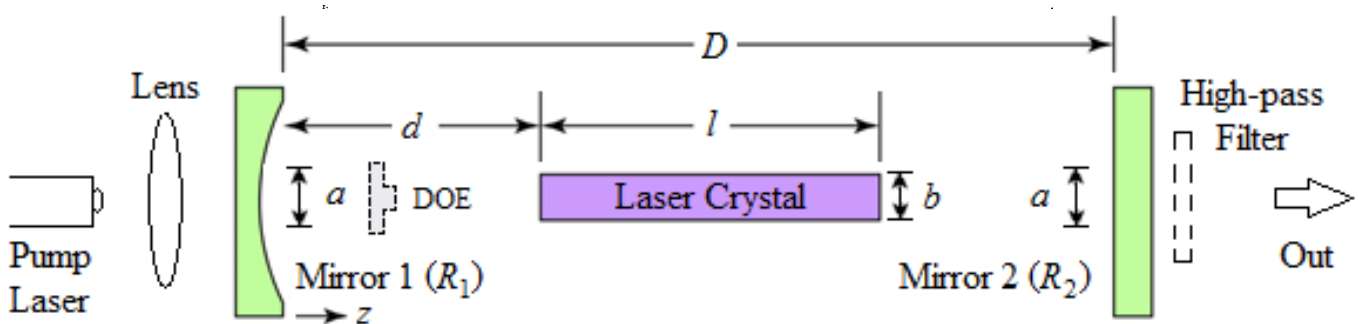 D
Lens
High-pass
Filter
d
l
a
DOE
Laser Crystal
b
a
Pump
Laser
Mirror 1 (R₁)
Mirror 2 (R₂)
Out
z